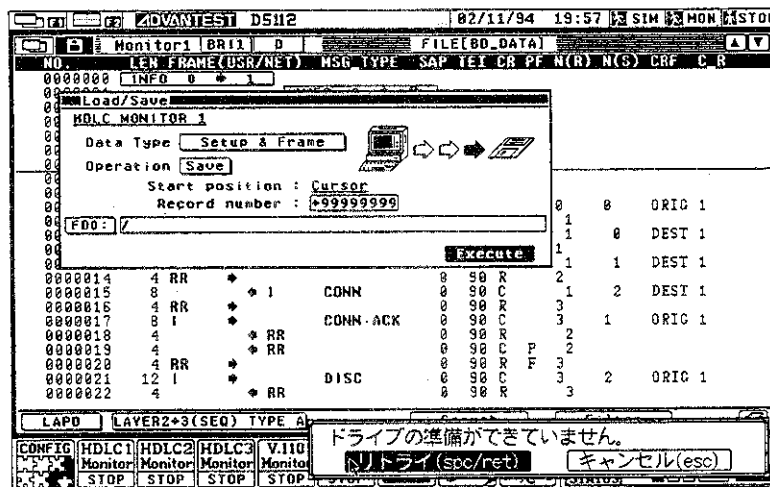 ADVANTEST D5112 02/11/94 19:57 SIM MON STO
Monitor1 BRI1 D FILE[BD_DATA]
NO. LEN FRAME(USR/NET) MSG TYPE SAP TEI CR PF N(R) N(S) CRF C_R
0000000 INFO 0 → 1
Load/Save
HDLC MONITOR 1
Data Type Setup & Frame
Operation Save
Start position : Cursor
Record number : +99999999
FD0: /
Execute
0 0 ORIG 1
1
1 0 DEST 1
1
1 1 DEST 1
0000014 4 RR → 0 90 R 2
0000015 8 ← I CONN 0 90 C 1 2 DEST 1
0000016 4 RR → 0 90 R 3
0000017 8 I → CONN ACK 0 90 C 3 1 ORIG 1
0000018 4 ← RR 0 90 R 2
0000019 4 ← RR 0 90 C P 2
0000020 4 RR → 0 90 R F 3
0000021 12 I → DISC 0 90 C 3 2 ORIG 1
0000022 4 ← RR 0 90 R 3
LAPD LAYER2+3(SEQ) TYPE A
ドライブの準備ができていません。
リトライ(spc/ret) キャンセル(esc)
CONFIG HDLC1 HDLC2 HDLC3 V.110
Monitor Monitor Monitor Monito
STOP STOP STOP STOP